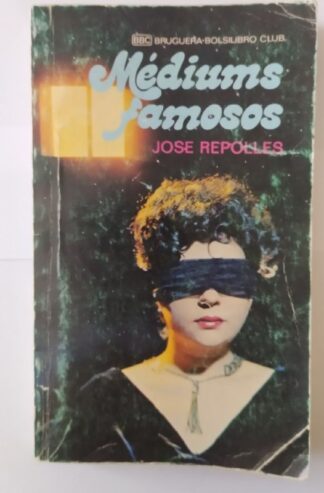 BBC BRUGUERA-BOLSILIBRO CLUB
Médiums
famosos
JOSE REPOLLES